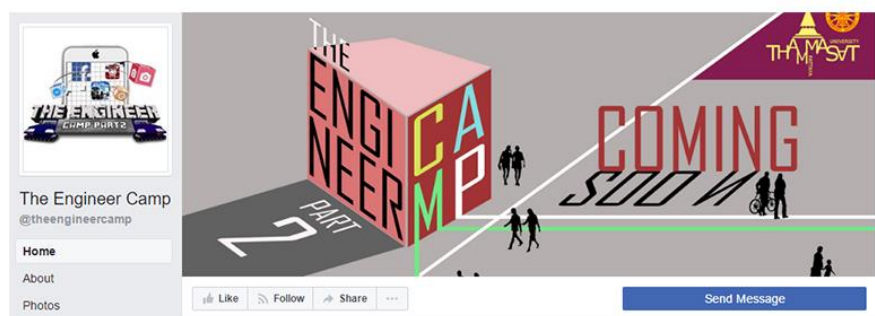 THE ENGINEER
CAMP PART2
The Engineer Camp
@theengineercamp
Home
About
Photos
THE
ENGI
NEER
CA
MP
PART
2
COMING
SOON
UNIVERSITY
THAMMASAT
Like
Follow
Share
Send Message